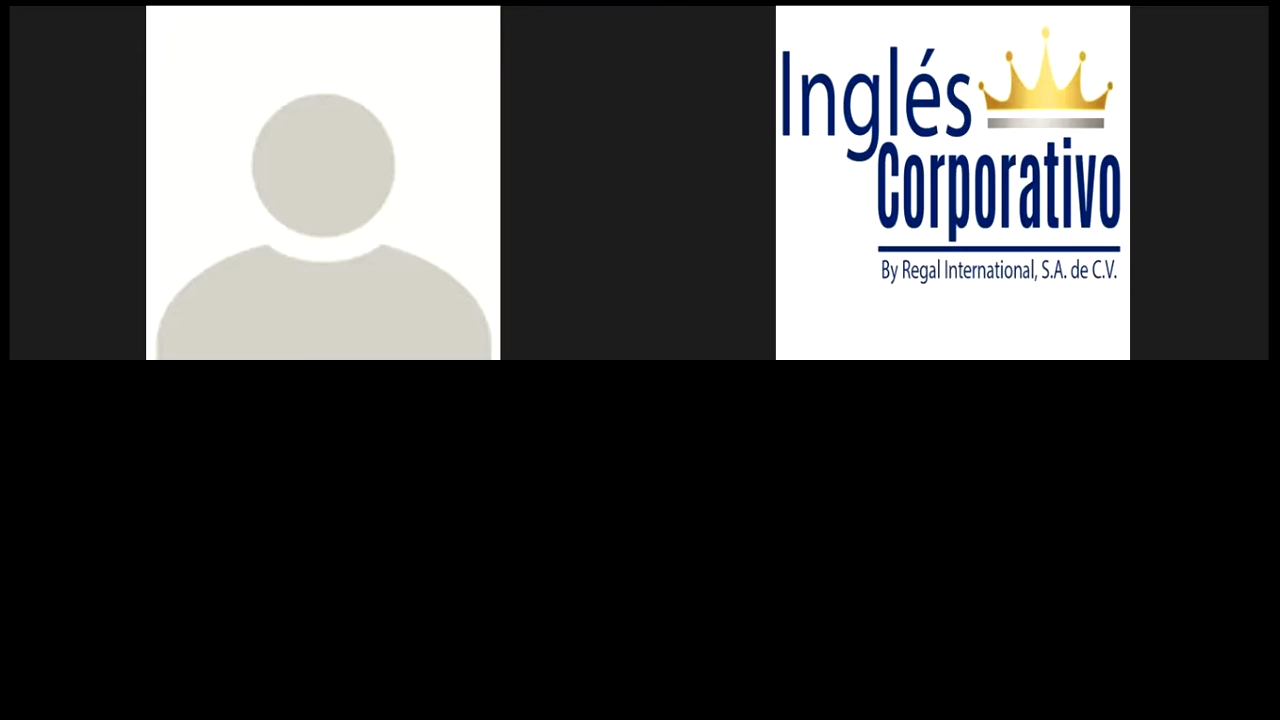 Inglés
Corporativo
By Regal International, S.A. de C.V.